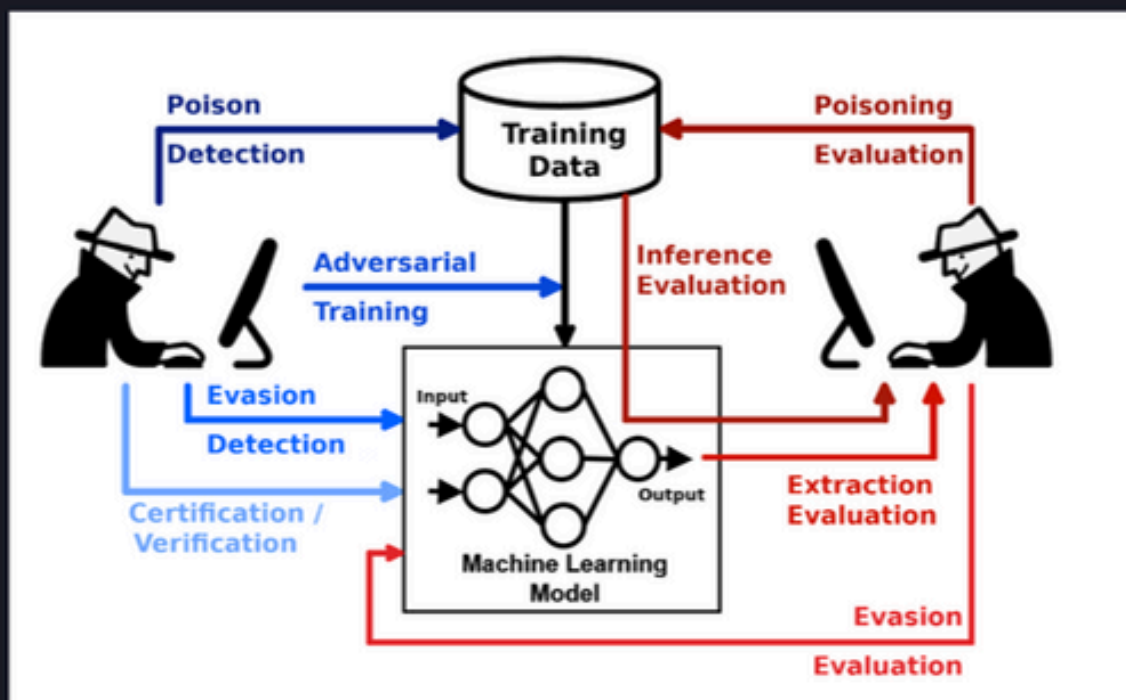 Poison
Detection
Training
Data
Poisoning
Evaluation
Adversarial
Training
Inference
Evaluation
Evasion
Detection
Certification /
Verification
Input
Output
Machine Learning
Model
Extraction
Evaluation
Evasion
Evaluation